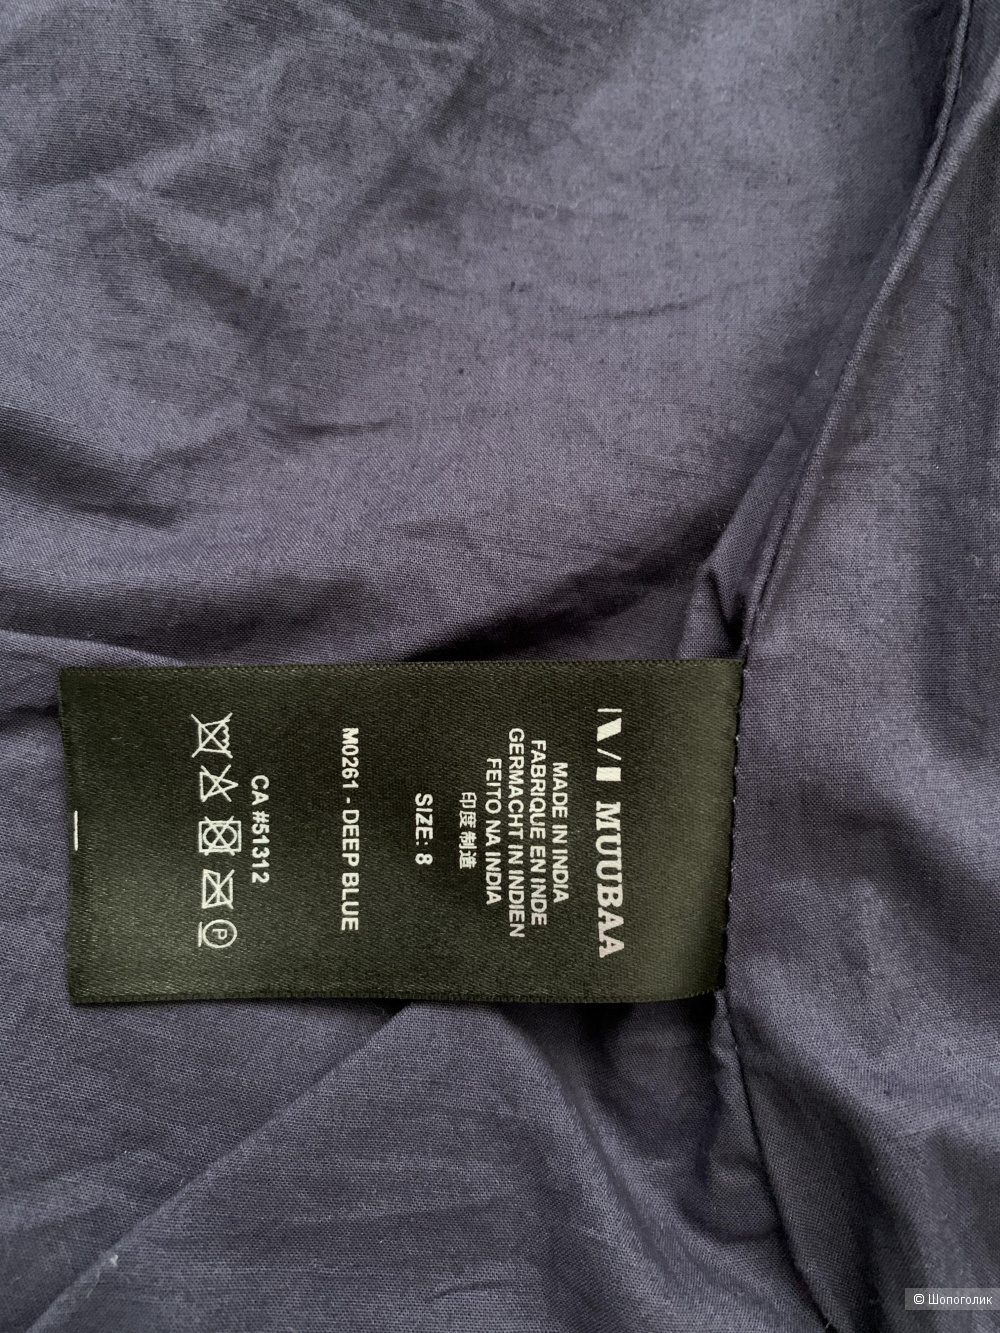 MUUBAA
MADE IN INDIA
FABRIQUE EN INDE
GERMACHT IN INDIEN
FEITO NA INDIA
印度 制造
SIZE: 8
M0261 - DEEP BLUE
CA #51312
P
© Шопоголик